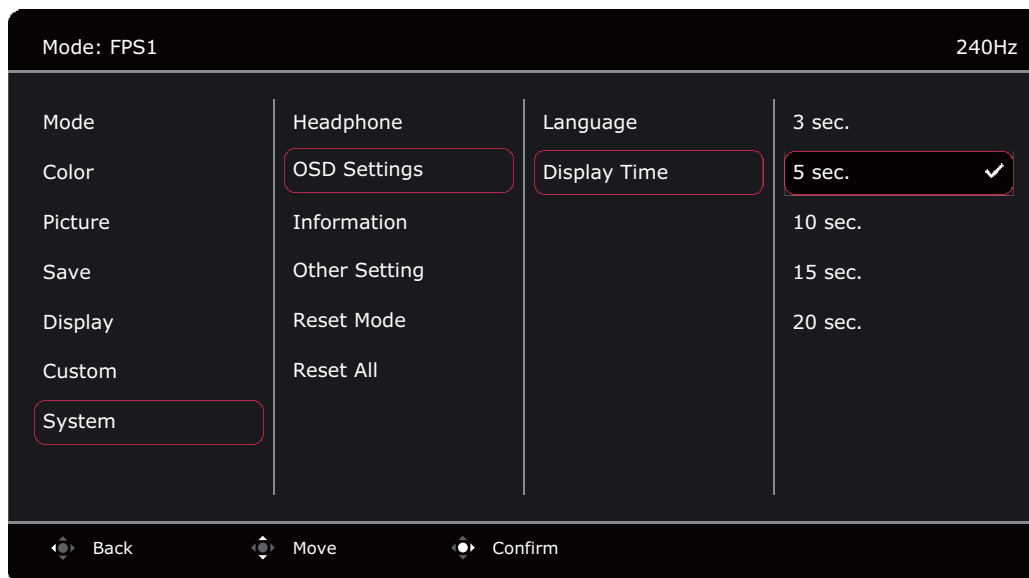 Mode: FPS1
240Hz
Mode
Color
Picture
Save
Display
Custom
System
Headphone
OSD Settings
Information
Other Setting
Reset Mode
Reset All
Language
Display Time
3 sec.
5 sec.
10 sec.
15 sec.
20 sec.
Back
Move
Confirm